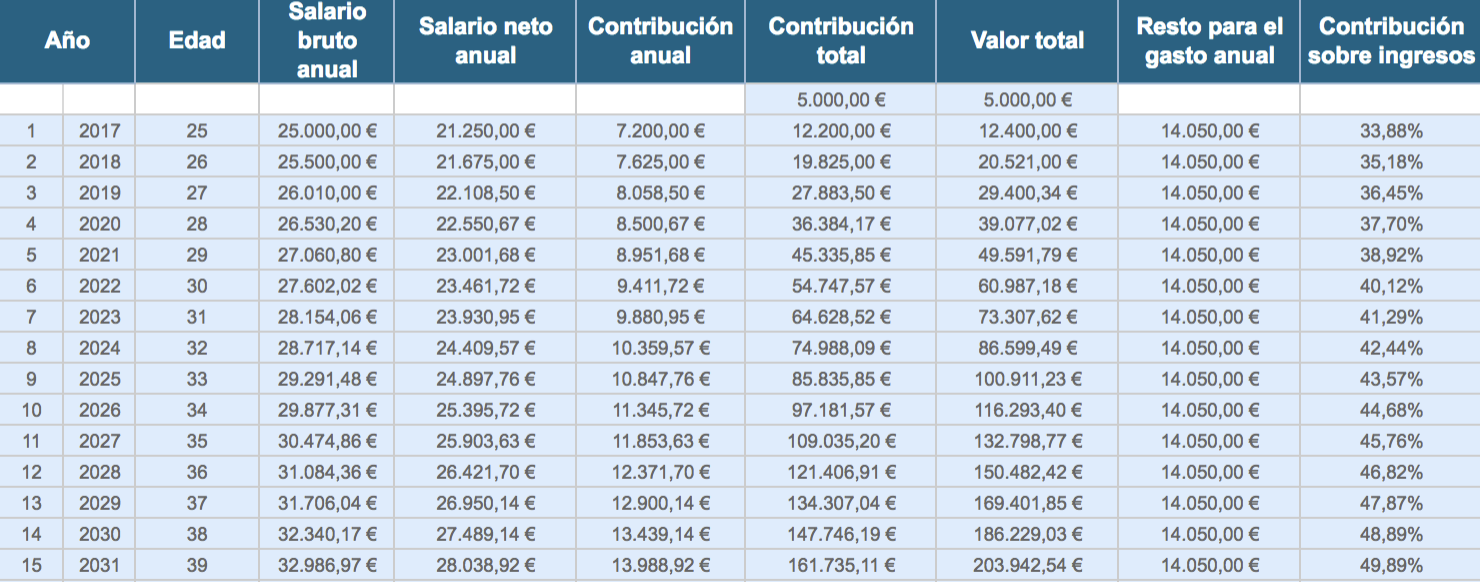 Año Edad Salario bruto anual Salario neto anual Contribución anual Contribución total Valor total Resto para el gasto anual Contribución sobre ingresos
5.000,00 € 5.000,00 €
1 2017 25 25.000,00 € 21.250,00 € 7.200,00 € 12.200,00 € 12.400,00 € 14.050,00 € 33,88%
2 2018 26 25.500,00 € 21.675,00 € 7.625,00 € 19.825,00 € 20.521,00 € 14.050,00 € 35,18%
3 2019 27 26.010,00 € 22.108,50 € 8.058,50 € 27.883,50 € 29.400,34 € 14.050,00 € 36,45%
4 2020 28 26.530,20 € 22.550,67 € 8.500,67 € 36.384,17 € 39.077,02 € 14.050,00 € 37,70%
5 2021 29 27.060,80 € 23.001,68 € 8.951,68 € 45.335,85 € 49.591,79 € 14.050,00 € 38,92%
6 2022 30 27.602,02 € 23.461,72 € 9.411,72 € 54.747,57 € 60.987,18 € 14.050,00 € 40,12%
7 2023 31 28.154,06 € 23.930,95 € 9.880,95 € 64.628,52 € 73.307,62 € 14.050,00 € 41,29%
8 2024 32 28.717,14 € 24.409,57 € 10.359,57 € 74.988,09 € 86.599,49 € 14.050,00 € 42,44%
9 2025 33 29.291,48 € 24.897,76 € 10.847,76 € 85.835,85 € 100.911,23 € 14.050,00 € 43,57%
10 2026 34 29.877,31 € 25.395,72 € 11.345,72 € 97.181,57 € 116.293,40 € 14.050,00 € 44,68%
11 2027 35 30.474,86 € 25.903,63 € 11.853,63 € 109.035,20 € 132.798,77 € 14.050,00 € 45,76%
12 2028 36 31.084,36 € 26.421,70 € 12.371,70 € 121.406,91 € 150.482,42 € 14.050,00 € 46,82%
13 2029 37 31.706,04 € 26.950,14 € 12.900,14 € 134.307,04 € 169.401,85 € 14.050,00 € 47,87%
14 2030 38 32.340,17 € 27.489,14 € 13.439,14 € 147.746,19 € 186.229,03 € 14.050,00 € 48,89%
15 2031 39 32.986,97 € 28.038,92 € 13.988,92 € 161.735,11 € 203.942,54 € 14.050,00 € 49,89%